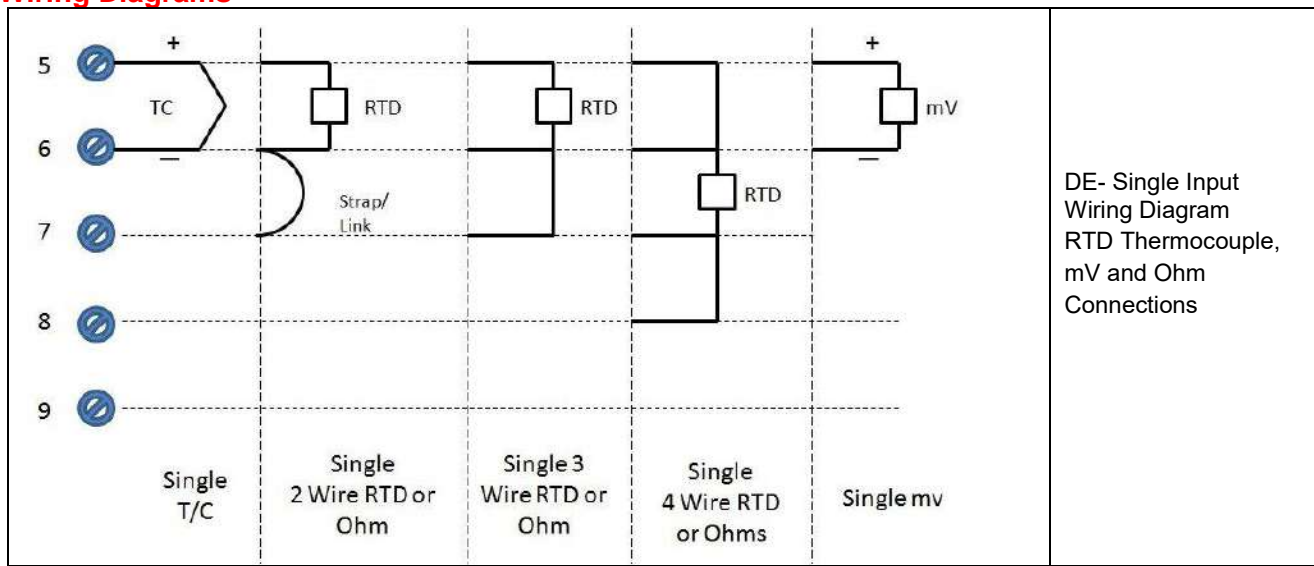 Wiring Diagrams
+
5
TC
6
—
7
8
9
RTD
Strap/
Link
RTD
RTD
+
mV
—
Single
T/C
Single
2 Wire RTD or
Ohm
Single 3
Wire RTD or
Ohm
Single
4 Wire RTD
or Ohms
Single mv
DE- Single Input
Wiring Diagram
RTD Thermocouple,
mV and Ohm
Connections